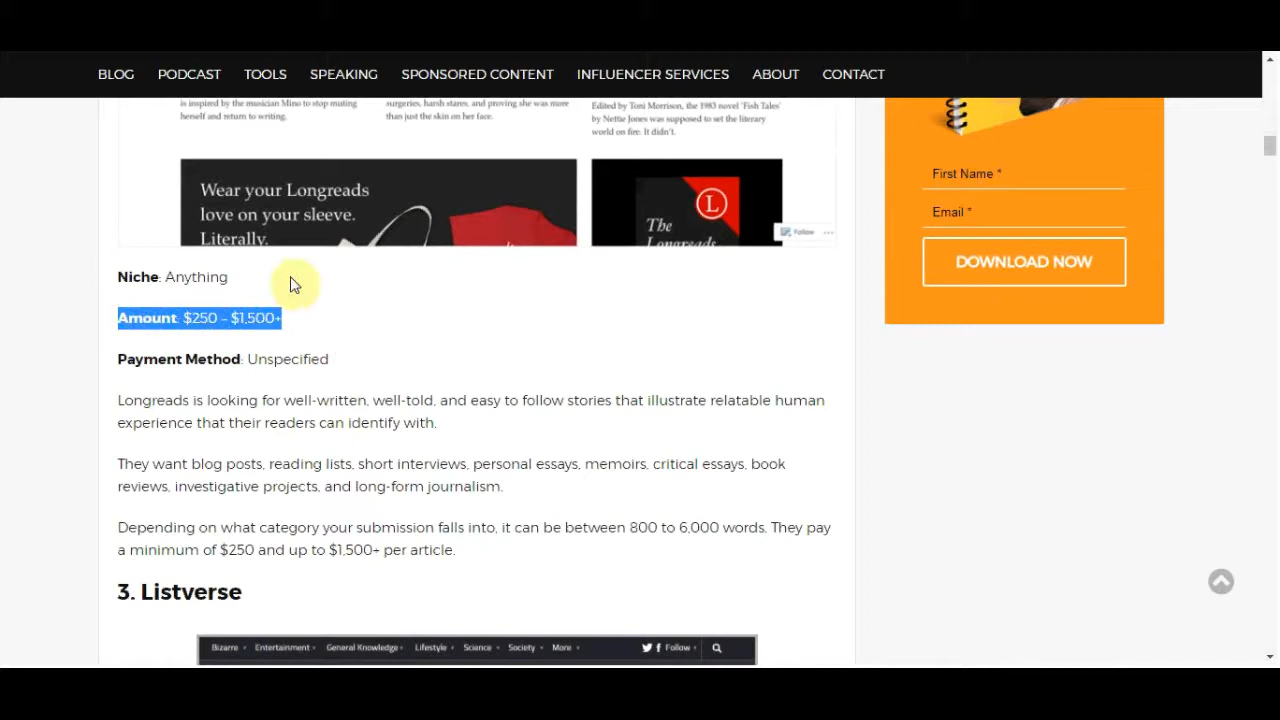 BLOG PODCAST TOOLS SPEAKING SPONSORED CONTENT INFLUENCER SERVICES ABOUT CONTACT
is inspired by the musician Mino to stop muting
herself and return to writing.
surgeries, harsh stares, and proving she was more
than just the skin on her face.
Edited by Toni Morrison, the 1983 novel 'Fish Tales'
by Nettie Jones was supposed to set the literary
world on fire. It didn't.
Wear your Longreads
love on your sleeve.
Literally.
L
The
Longreads
Follow
First Name *
Email *
DOWNLOAD NOW
Niche: Anything
Amount: $250 – $1,500+
Payment Method: Unspecified
Longreads is looking for well-written, well-told, and easy to follow stories that illustrate relatable human
experience that their readers can identify with.
They want blog posts, reading lists, short interviews, personal essays, memoirs, critical essays, book
reviews, investigative projects, and long-form journalism.
Depending on what category your submission falls into, it can be between 800 to 6,000 words. They pay
a minimum of $250 and up to $1,500+ per article.
3. Listverse
Bizarre Entertainment General Knowledge Lifestyle Science Society More Follow